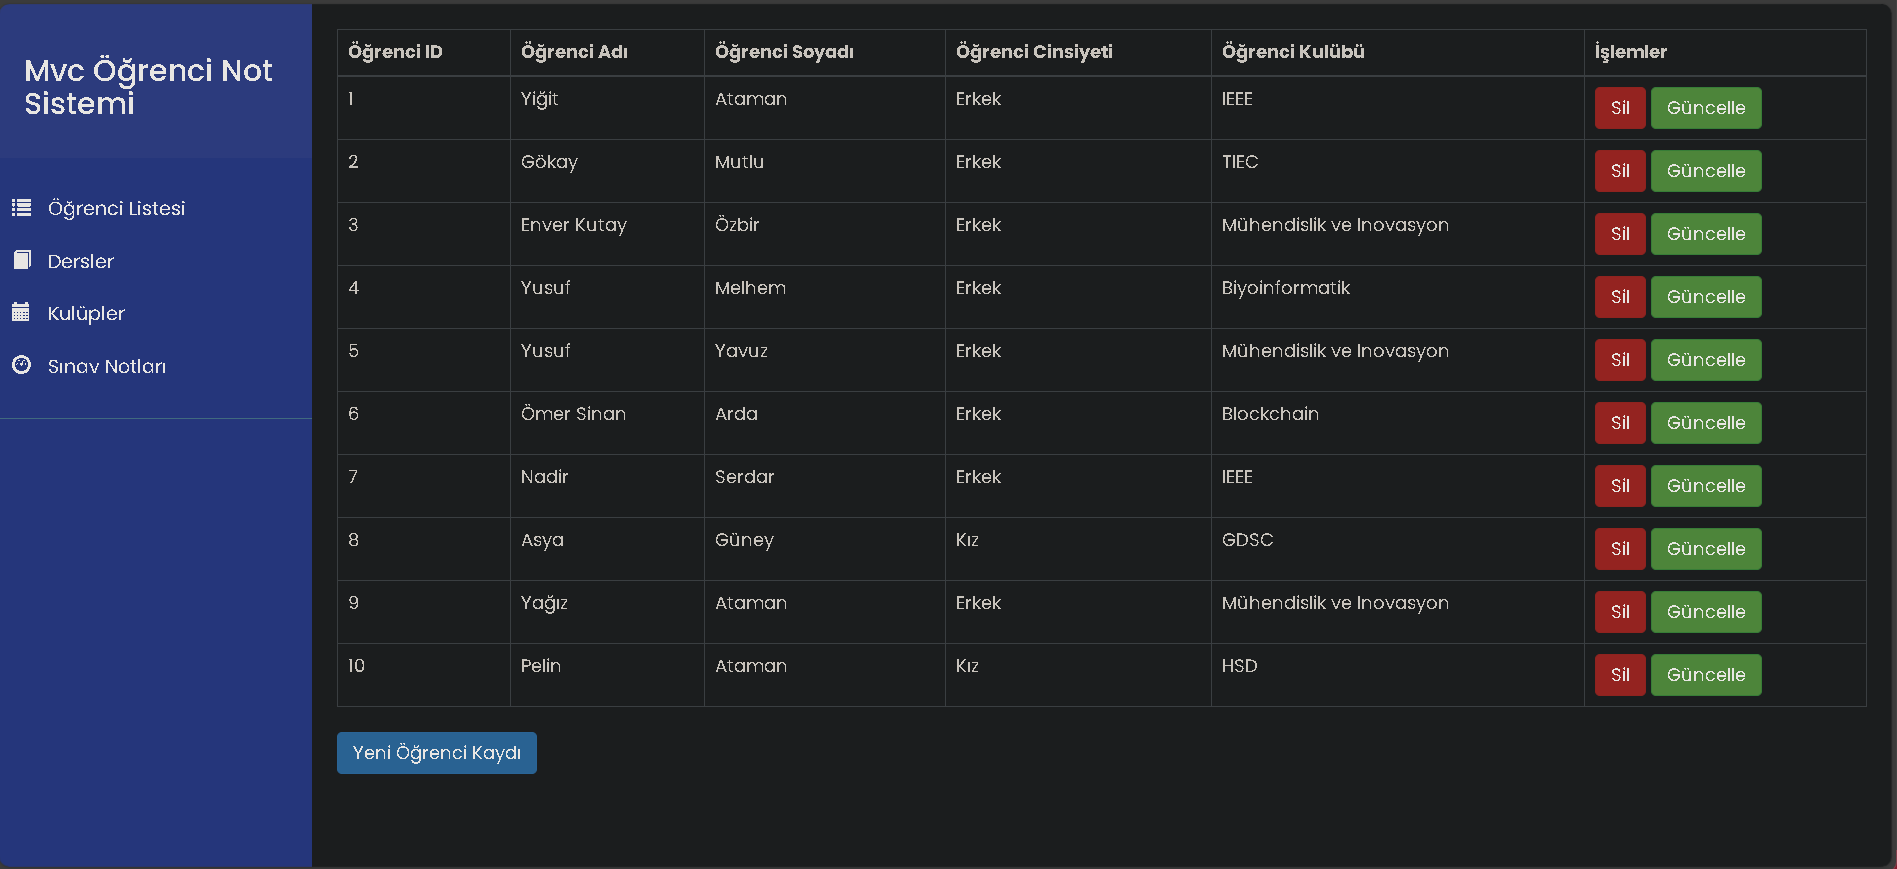 Mvc Öğrenci Not
Sistemi
Öğrenci Listesi
Dersler
Kulüpler
Sınav Notları
Öğrenci ID Öğrenci Adı Öğrenci Soyadı Öğrenci Cinsiyeti Öğrenci Kulübü İşlemler
1 Yiğit Ataman Erkek IEEE Sil Güncelle
2 Gökay Mutlu Erkek TIEC Sil Güncelle
3 Enver Kutay Özbir Erkek Mühendislik ve Inovasyon Sil Güncelle
4 Yusuf Melhem Erkek Biyoinformatik Sil Güncelle
5 Yusuf Yavuz Erkek Mühendislik ve Inovasyon Sil Güncelle
6 Ömer Sinan Arda Erkek Blockchain Sil Güncelle
7 Nadir Serdar Erkek IEEE Sil Güncelle
8 Asya Güney Kız GDSC Sil Güncelle
9 Yağız Ataman Erkek Mühendislik ve Inovasyon Sil Güncelle
10 Pelin Ataman Kız HSD Sil Güncelle
Yeni Öğrenci Kaydı